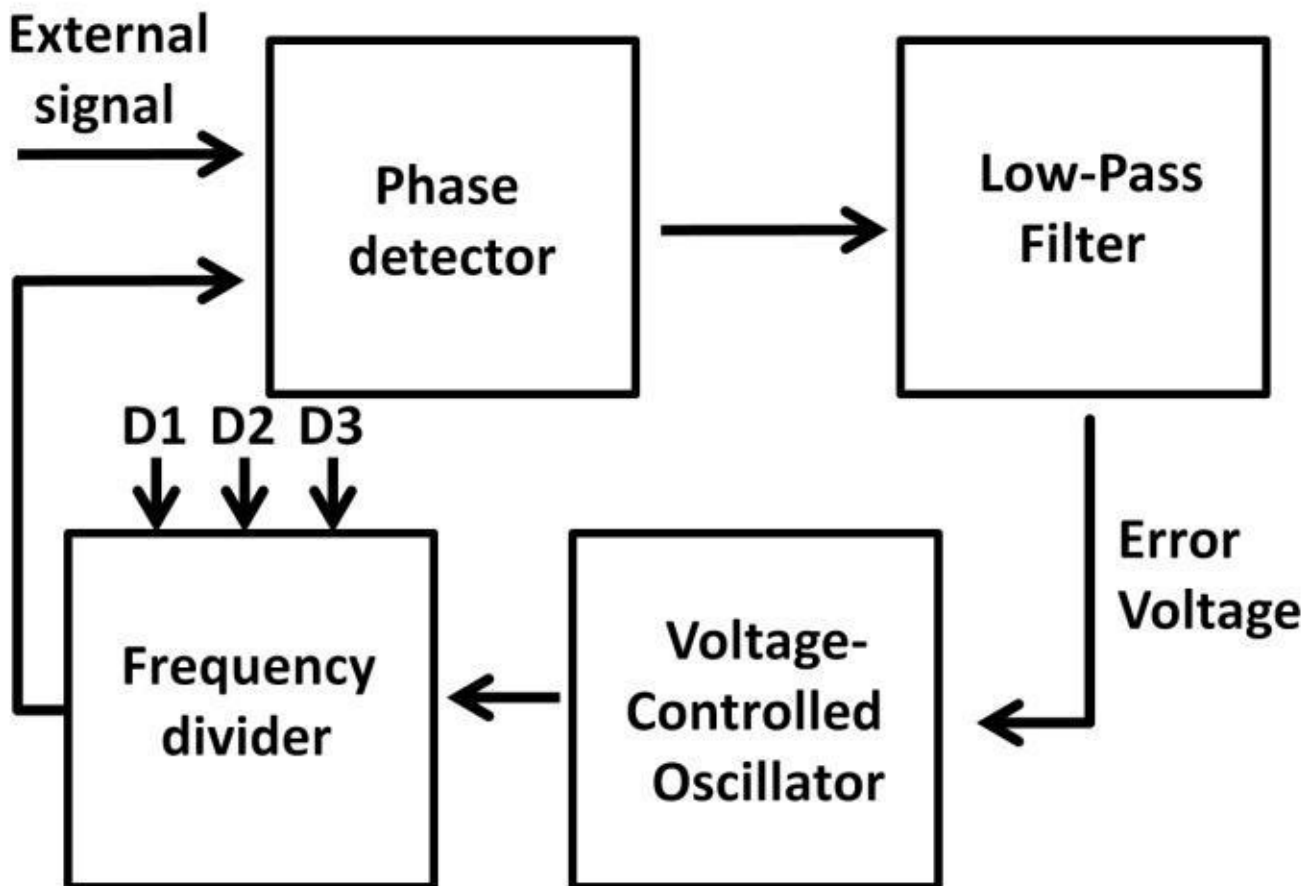 External
signal
Phase
detector
Low-Pass
Filter
D1 D2 D3
Error
Voltage
Frequency
divider
Voltage-
Controlled
Oscillator